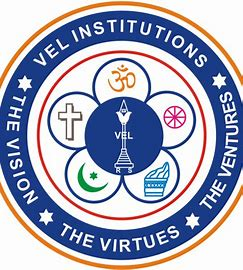 VEL INSTITUTIONS
THE VISION
THE VIRTUES
THE VENTURES
ॐ
VEL
R S